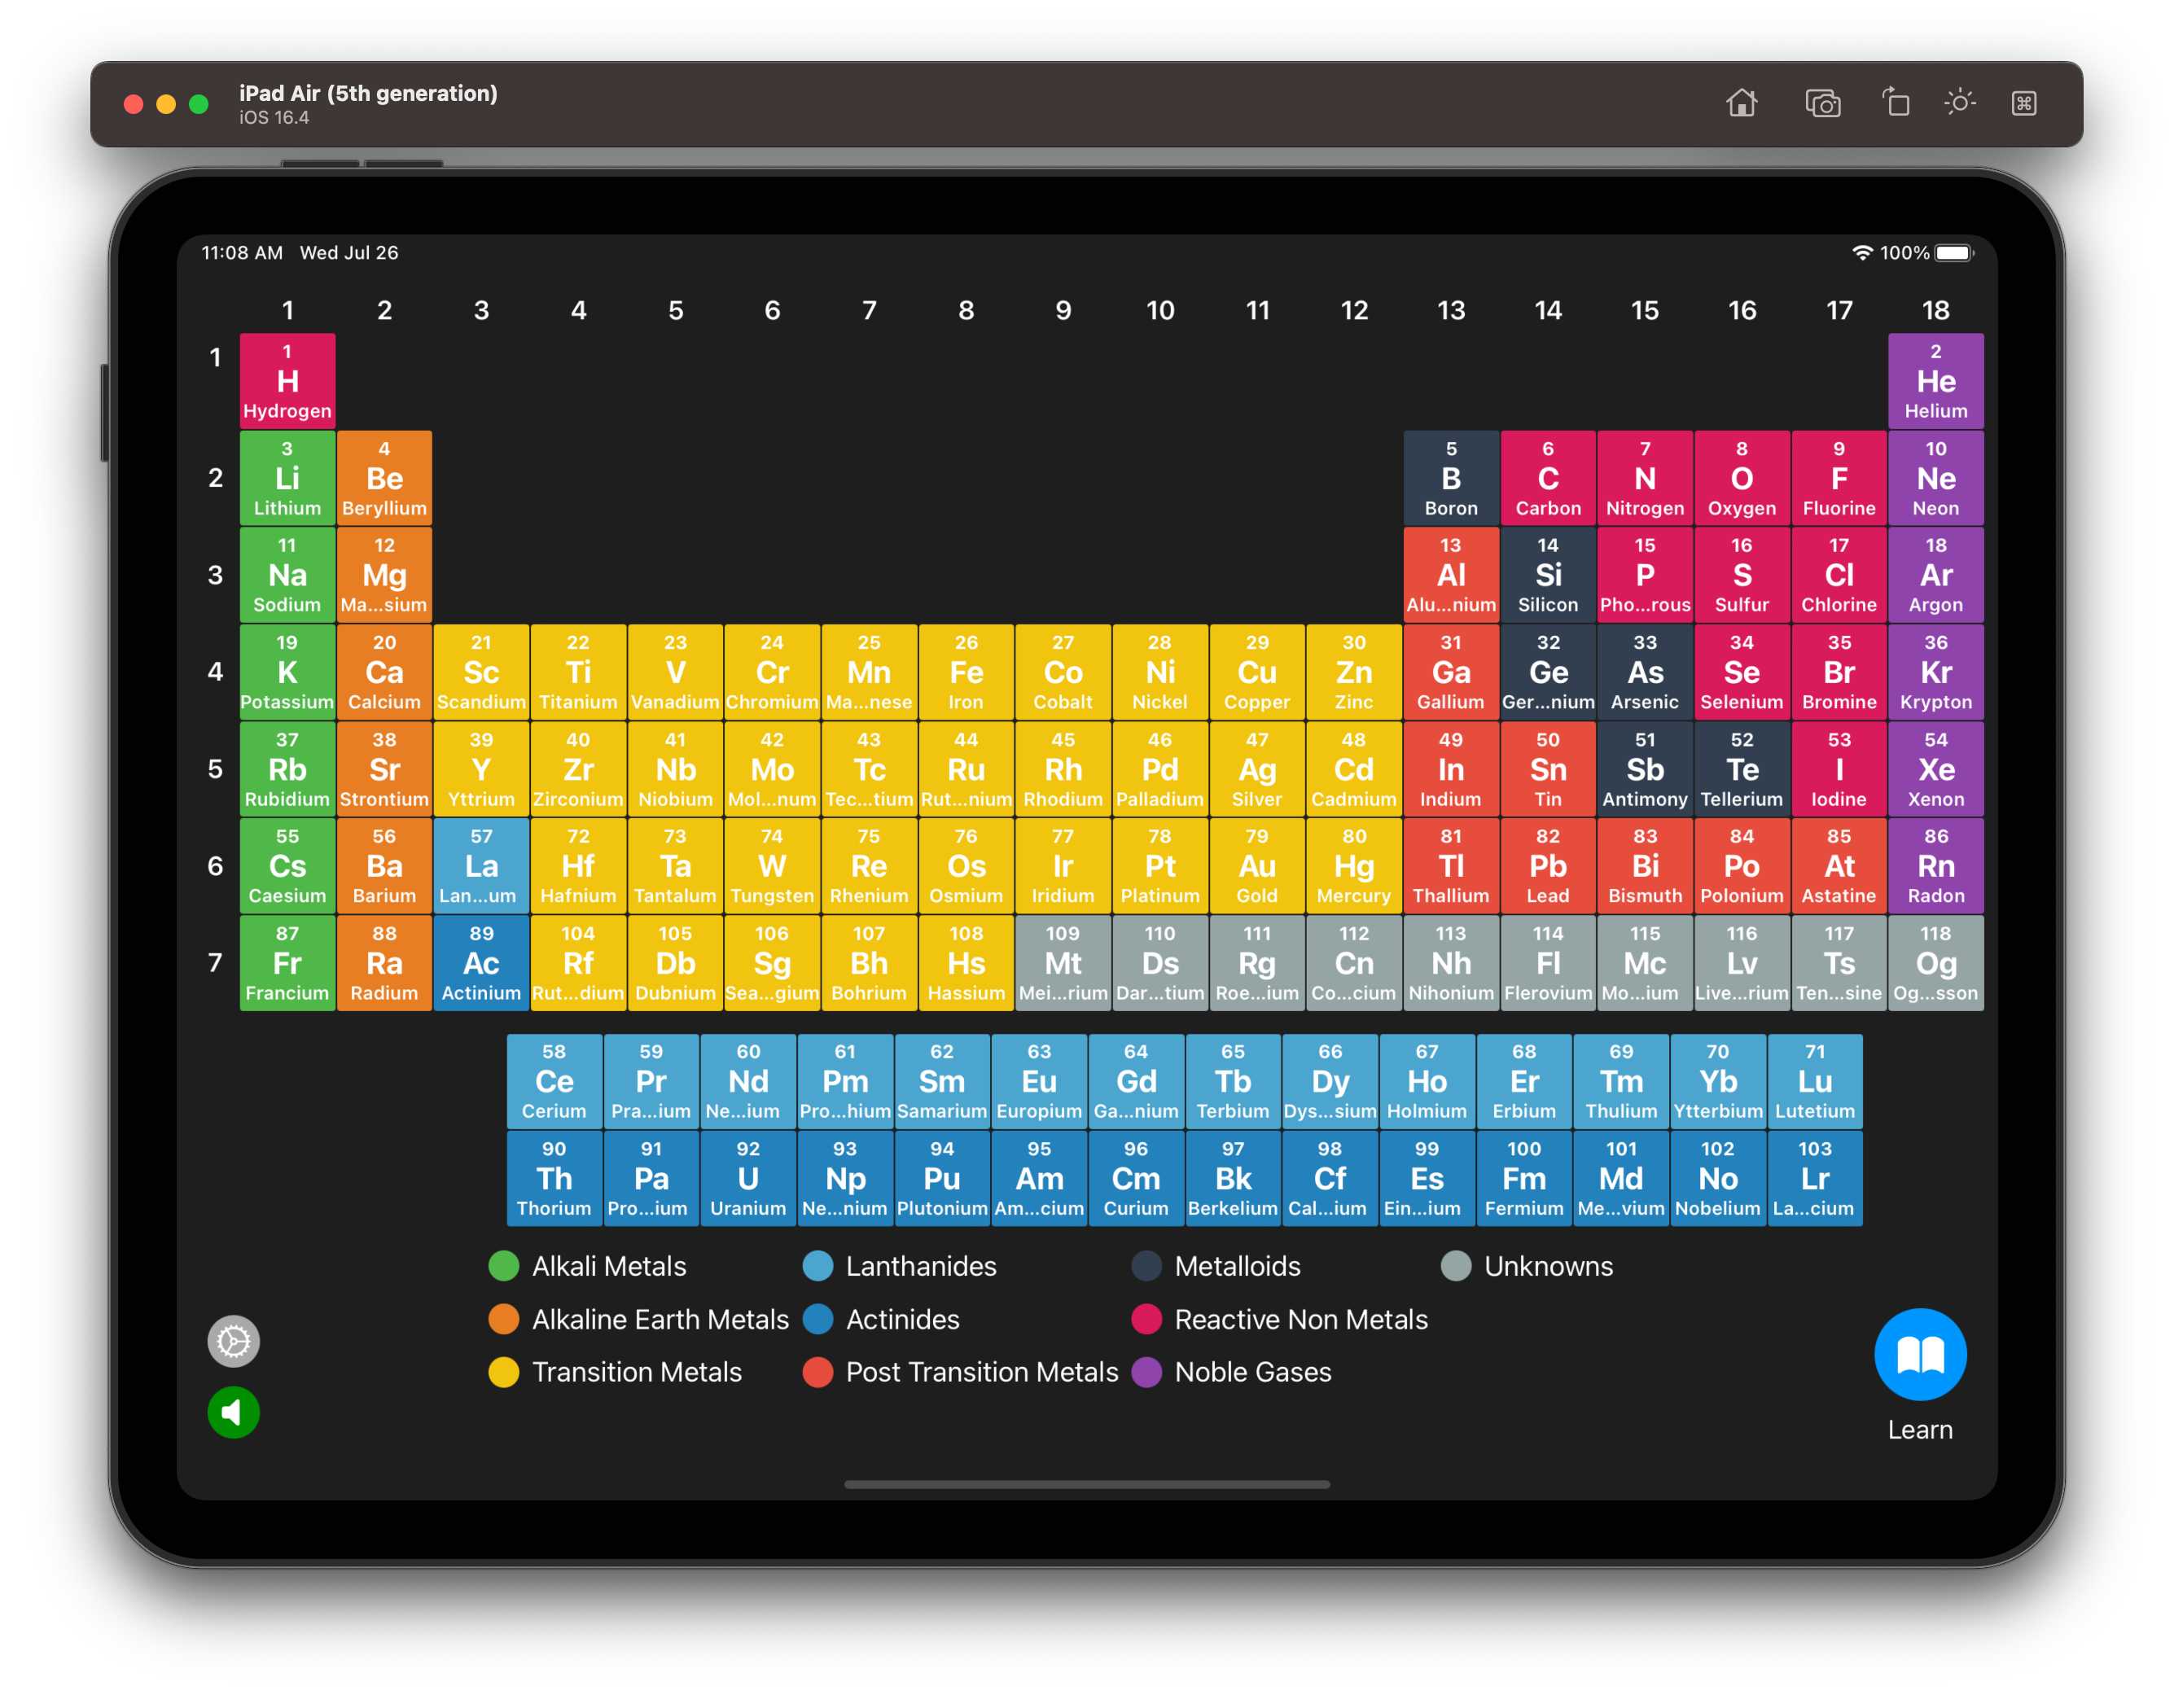 iPad Air (5th generation)
iOS 16.4
11:08 AM Wed Jul 26
100%
1 2 3 4 5 6 7 8 9 10 11 12 13 14 15 16 17 18
1
1 2
H He
Hydrogen Helium
2
3 4 5 6 7 8 9 10
Li Be B C N O F Ne
Lithium Beryllium Boron Carbon Nitrogen Oxygen Fluorine Neon
3
11 12 13 14 15 16 17 18
Na Mg Al Si P S Cl Ar
Sodium Ma...sium Alu...nium Silicon Pho...rous Sulfur Chlorine Argon
4
19 20 21 22 23 24 25 26 27 28 29 30 31 32 33 34 35 36
K Ca Sc Ti V Cr Mn Fe Co Ni Cu Zn Ga Ge As Se Br Kr
Potassium Calcium Scandium Titanium Vanadium Chromium Ma...nese Iron Cobalt Nickel Copper Zinc Gallium Ger...nium Arsenic Selenium Bromine Krypton
5
37 38 39 40 41 42 43 44 45 46 47 48 49 50 51 52 53 54
Rb Sr Y Zr Nb Mo Tc Ru Rh Pd Ag Cd In Sn Sb Te I Xe
Rubidium Strontium Yttrium Zirconium Niobium Mol...num Tec...tium Rut...nium Rhodium Palladium Silver Cadmium Indium Tin Antimony Tellerium Iodine Xenon
6
55 56 57 72 73 74 75 76 77 78 79 80 81 82 83 84 85 86
Cs Ba La Hf Ta W Re Os Ir Pt Au Hg Tl Pb Bi Po At Rn
Caesium Barium Lan...um Hafnium Tantalum Tungsten Rhenium Osmium Iridium Platinum Gold Mercury Thallium Lead Bismuth Polonium Astatine Radon
7
87 88 89 104 105 106 107 108 109 110 111 112 113 114 115 116 117 118
Fr Ra Ac Rf Db Sg Bh Hs Mt Ds Rg Cn Nh Fl Mc Lv Ts Og
Francium Radium Actinium Rut...dium Dubnium Sea...gium Bohrium Hassium Mei...rium Dar...tium Roe...ium Co...cium Nihonium Flerovium Mo...ium Live...rium Ten...sine Og...sson
58 59 60 61 62 63 64 65 66 67 68 69 70 71
Ce Pr Nd Pm Sm Eu Gd Tb Dy Ho Er Tm Yb Lu
Cerium Pra...ium Ne...ium Pro...hium Samarium Europium Ga...nium Terbium Dys...sium Holmium Erbium Thulium Ytterbium Lutetium
90 91 92 93 94 95 96 97 98 99 100 101 102 103
Th Pa U Np Pu Am Cm Bk Cf Es Fm Md No Lr
Thorium Pro...ium Uranium Ne...nium Plutonium Am...cium Curium Berkelium Cal...ium Ein...ium Fermium Me...vium Nobelium La...cium
Alkali Metals Lanthanides Metalloids Unknowns
Alkaline Earth Metals Actinides Reactive Non Metals
Transition Metals Post Transition Metals Noble Gases
Learn